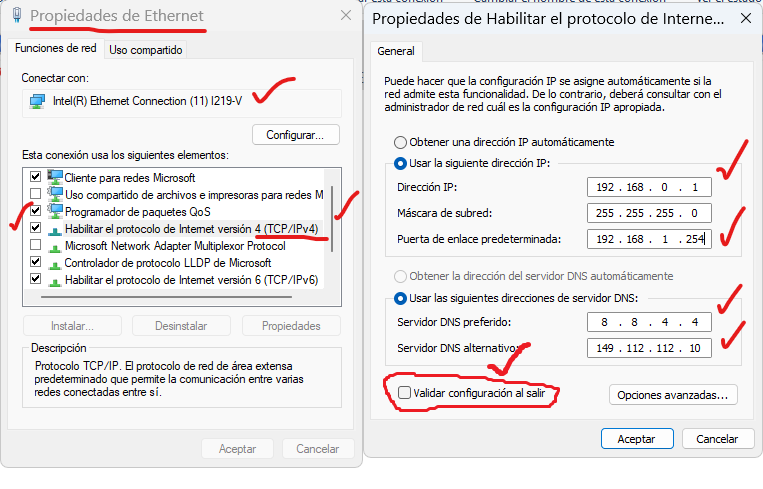 Propiedades de Ethernet
Funciones de red
Uso compartido
Conectar con:
Intel(R) Ethernet Connection (11) I219-V
Configurar...
Esta conexión usa los siguientes elementos:
Cliente para redes Microsoft
Uso compartido de archivos e impresoras para redes M
Programador de paquetes QoS
Habilitar el protocolo de Internet versión 4 (TCP/IPv4)
Microsoft Network Adapter Multiplexor Protocol
Controlador de protocolo LLDP de Microsoft
Habilitar el protocolo de Internet versión 6 (TCP/IPv6)
Instalar...
Desinstalar
Propiedades
Descripción
Protocolo TCP/IP. El protocolo de red de área extensa
predeterminado que permite la comunicación entre varias
redes conectadas entre sí.
Aceptar
Cancelar
Propiedades de Habilitar el protocolo de Interne...
General
Puede hacer que la configuración IP se asigne automáticamente si la
red admite esta funcionalidad. De lo contrario, deberá consultar con el
administrador de red cuál es la configuración IP apropiada.
Obtener una dirección IP automáticamente
Usar la siguiente dirección IP:
Dirección IP: 192 . 168 . 0 . 1
Máscara de subred: 255 . 255 . 255 . 0
Puerta de enlace predeterminada: 192 . 168 . 1 . 254
Obtener la dirección del servidor DNS automáticamente
Usar las siguientes direcciones de servidor DNS:
Servidor DNS preferido: 8 . 8 . 4 . 4
Servidor DNS alternativo: 149 . 112 . 112 . 10
Validar configuración al salir
Opciones avanzadas...
Aceptar
Cancelar